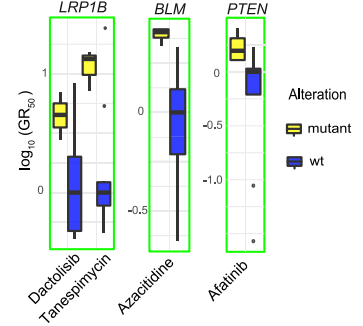 LRP1B BLM PTEN
log10 (GR50)
1
0
0
-0.5
0
-0.5
-1.0
Alteration
mutant
wt
Dactolisib
Tanespimycin
Azacitidine
Afatinib